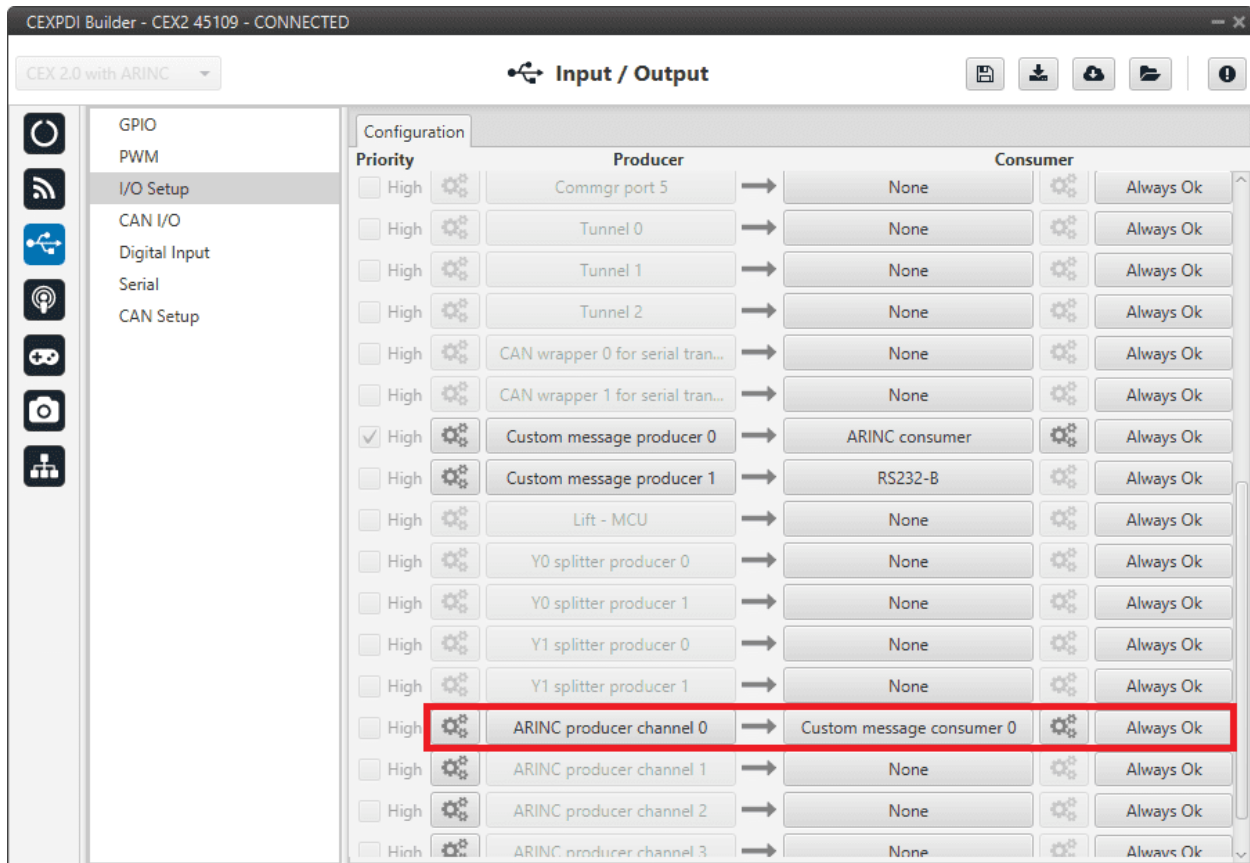 CEXPDI Builder - CEX2 45109 - CONNECTED
CEX 2.0 with ARINC
Input / Output
GPIO
PWM
I/O Setup
CAN I/O
Digital Input
Serial
CAN Setup
Configuration
Priority Producer Consumer
High Commgr port 5 None Always Ok
High Tunnel 0 None Always Ok
High Tunnel 1 None Always Ok
High Tunnel 2 None Always Ok
High CAN wrapper 0 for serial tran... None Always Ok
High CAN wrapper 1 for serial tran... None Always Ok
High Custom message producer 0 ARINC consumer Always Ok
High Custom message producer 1 RS232-B Always Ok
High Lift - MCU None Always Ok
High Y0 splitter producer 0 None Always Ok
High Y0 splitter producer 1 None Always Ok
High Y1 splitter producer 0 None Always Ok
High Y1 splitter producer 1 None Always Ok
High ARINC producer channel 0 Custom message consumer 0 Always Ok
High ARINC producer channel 1 None Always Ok
High ARINC producer channel 2 None Always Ok
High ARINC producer channel 3 None Always Ok